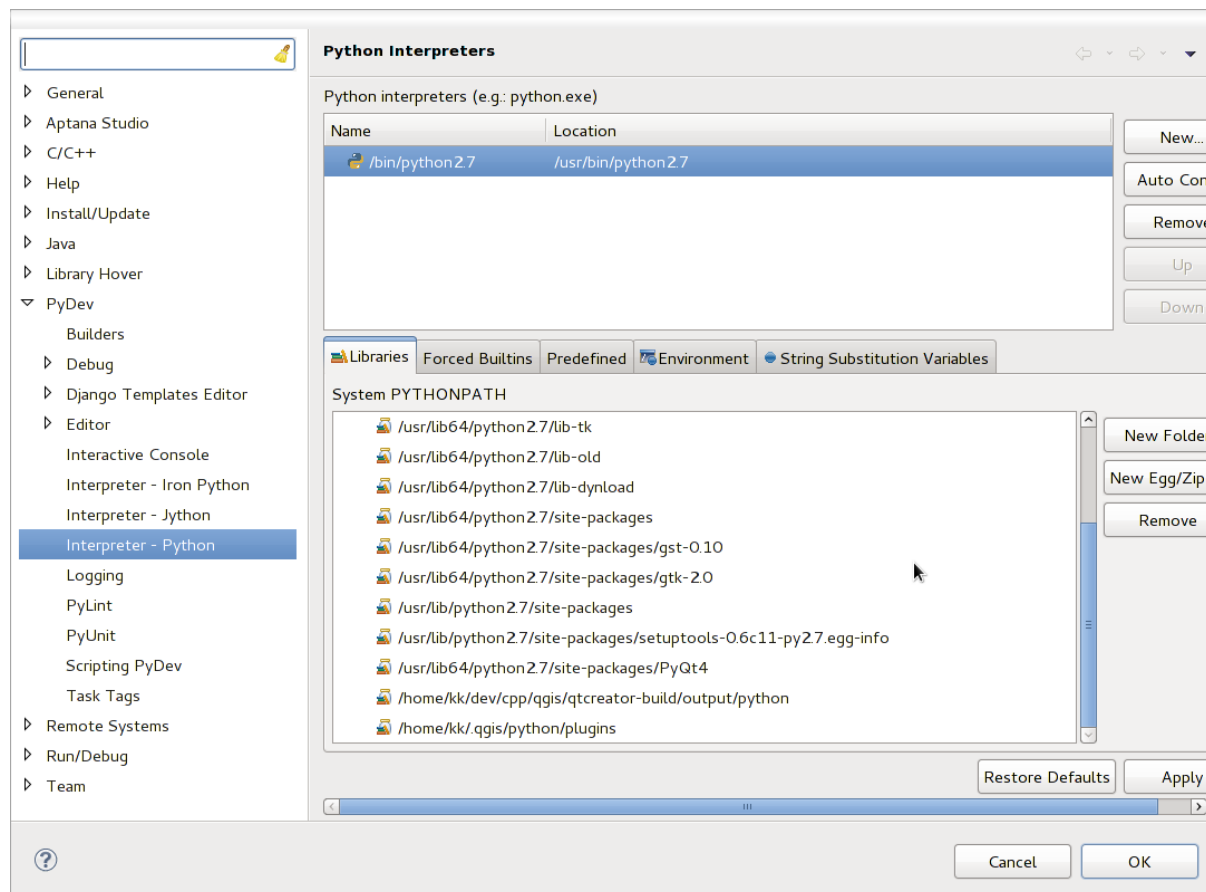 Python Interpreters
General
Aptana Studio
C/C++
Help
Install/Update
Java
Library Hover
PyDev
Builders
Debug
Django Templates Editor
Editor
Interactive Console
Interpreter - Iron Python
Interpreter - Jython
Interpreter - Python
Logging
PyLint
PyUnit
Scripting PyDev
Task Tags
Remote Systems
Run/Debug
Team
Python interpreters (e.g.: python.exe)
Name Location
/bin/python2.7 /usr/bin/python2.7
New...
Auto Con
Remove
Up
Down
Libraries Forced Builtins Predefined Environment String Substitution Variables
System PYTHONPATH
/usr/lib64/python2.7/lib-tk
/usr/lib64/python2.7/lib-old
/usr/lib64/python2.7/lib-dynload
/usr/lib64/python2.7/site-packages
/usr/lib64/python2.7/site-packages/gst-0.10
/usr/lib64/python2.7/site-packages/gtk-2.0
/usr/lib/python2.7/site-packages
/usr/lib/python2.7/site-packages/setuptools-0.6c11-py2.7.egg-info
/usr/lib64/python2.7/site-packages/PyQt4
/home/kk/dev/cpp/qgis/qtcreator-build/output/python
/home/kk/.qgis/python/plugins
New Folder
New Egg/Zip
Remove
Restore Defaults Apply
Cancel OK